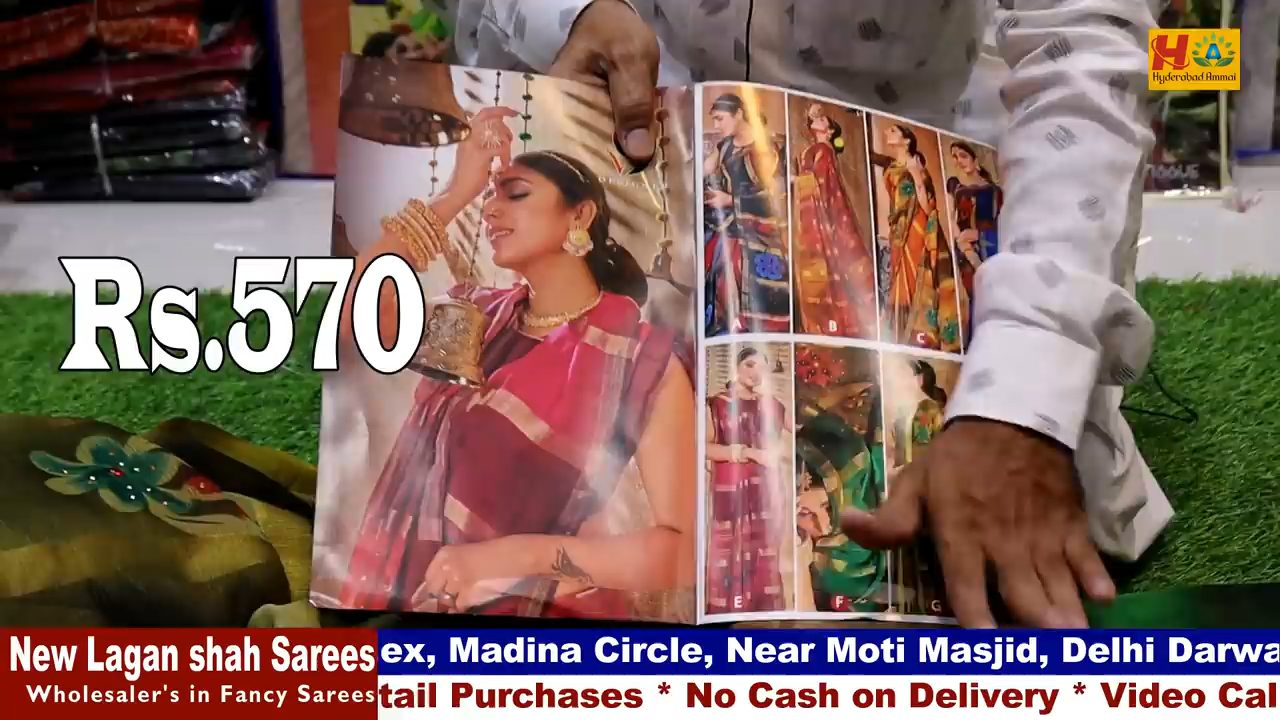 H A
Hyderabad Ammai
Rs.570
A
B
C
E
F
G
New Lagan shah Sarees
Wholesaler's in Fancy Sarees
ex, Madina Circle, Near Moti Masjid, Delhi Darwa
tail Purchases * No Cash on Delivery * Video Cal